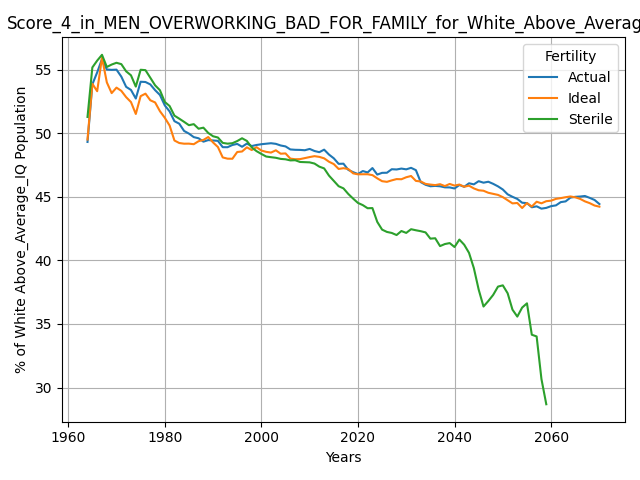 Score_4_in_MEN_OVERWORKING_BAD_FOR_FAMILY_for_White_Above_Averag
Fertility
Actual
Ideal
Sterile
% of White Above_Average_IQ Population
55
50
45
40
35
30
1960
1980
2000
2020
2040
2060
Years